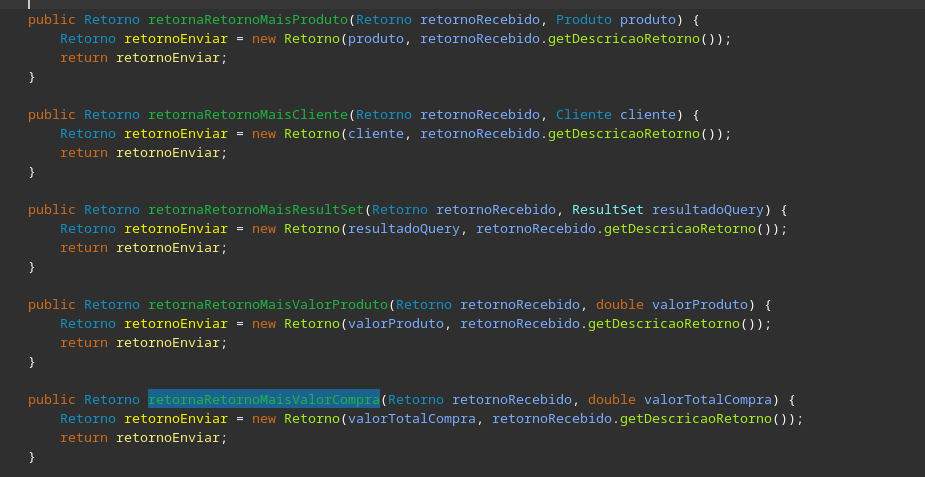 public Retorno retornaRetornoMaisProduto(Retorno retornoRecebido, Produto produto) {
    Retorno retornoEnviar = new Retorno(produto, retornoRecebido.getDescricaoRetorno());
    return retornoEnviar;
}

public Retorno retornaRetornoMaisCliente(Retorno retornoRecebido, Cliente cliente) {
    Retorno retornoEnviar = new Retorno(cliente, retornoRecebido.getDescricaoRetorno());
    return retornoEnviar;
}

public Retorno retornaRetornoMaisResultSet(Retorno retornoRecebido, ResultSet resultadoQuery) {
    Retorno retornoEnviar = new Retorno(resultadoQuery, retornoRecebido.getDescricaoRetorno());
    return retornoEnviar;
}

public Retorno retornaRetornoMaisValorProduto(Retorno retornoRecebido, double valorProduto) {
    Retorno retornoEnviar = new Retorno(valorProduto, retornoRecebido.getDescricaoRetorno());
    return retornoEnviar;
}

public Retorno retornaRetornoMaisValorCompra(Retorno retornoRecebido, double valorTotalCompra) {
    Retorno retornoEnviar = new Retorno(valorTotalCompra, retornoRecebido.getDescricaoRetorno());
    return retornoEnviar;
}